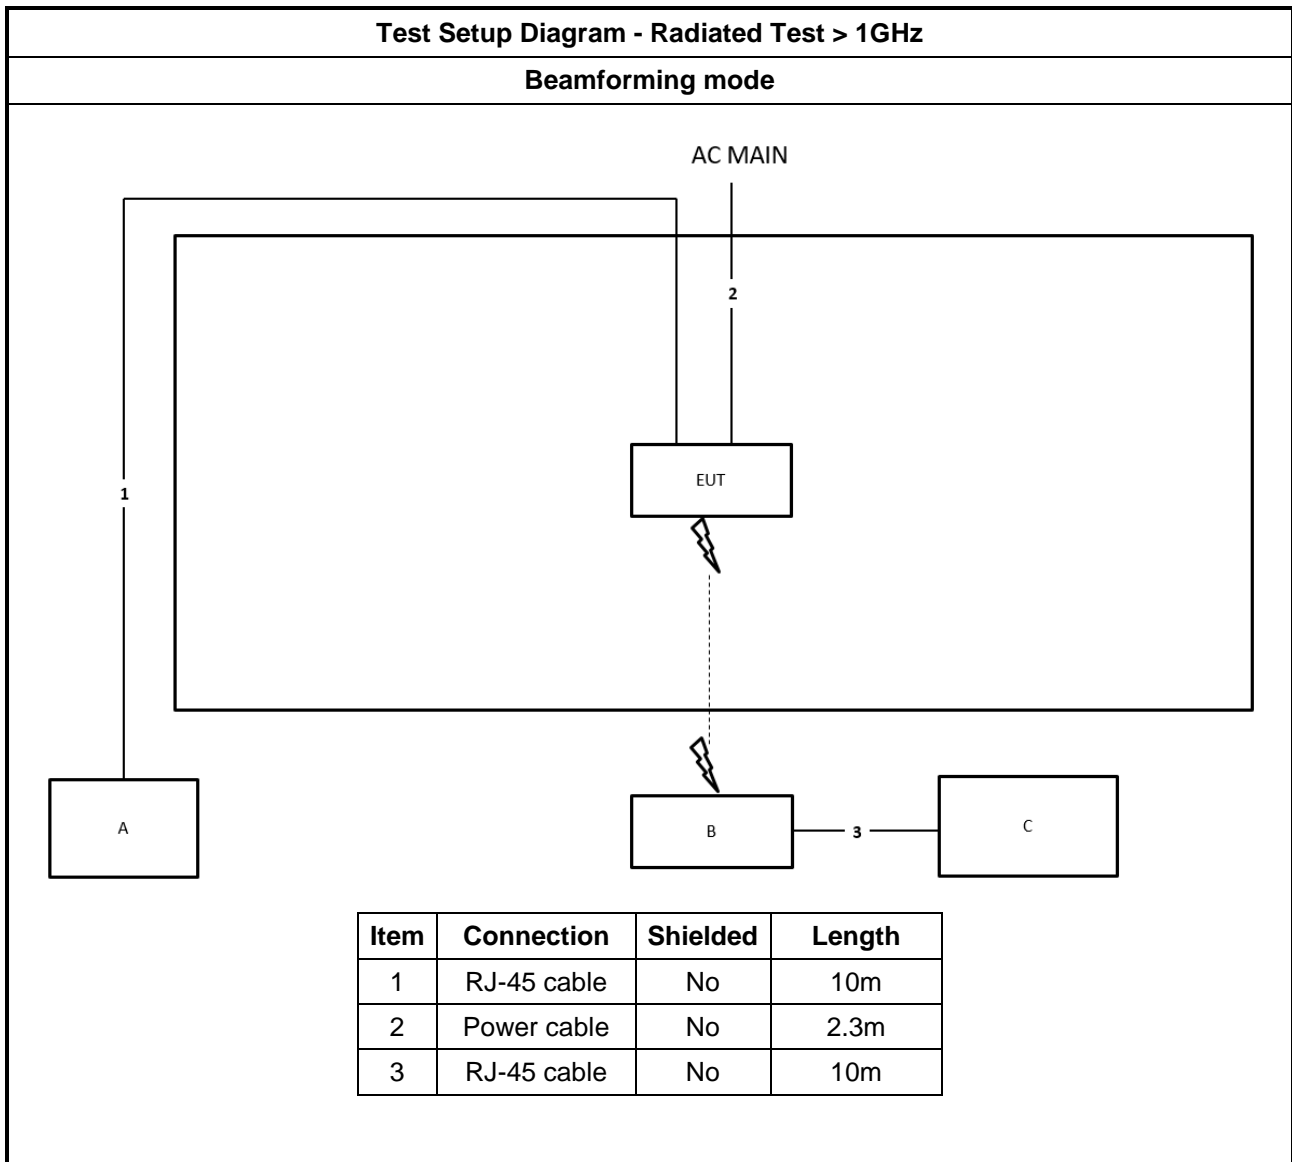 Test Setup Diagram - Radiated Test > 1GHz
Beamforming mode
AC MAIN
2
1
EUT
A
B
3
C
Item Connection Shielded Length
1 RJ-45 cable No 10m
2 Power cable No 2.3m
3 RJ-45 cable No 10m